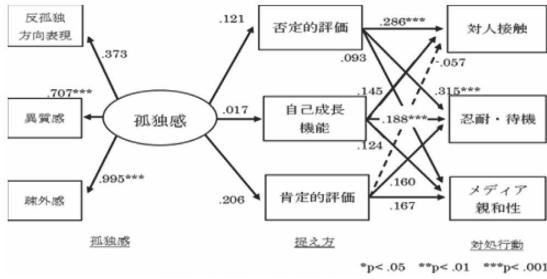 反孤独
方向表現
.373
.707***
異質感
.995***
疎外感
孤独感
孤独感
.121
.017
.206
否定的評価
自己成長
機能
肯定的評価
捉え方
.286***
.093
-.057
.315***
.145
.188***
.124
.160
.167
対人接触
忍耐・待機
メディア
親和性
対処行動
*p<.05 **p<.01 ***p<.001